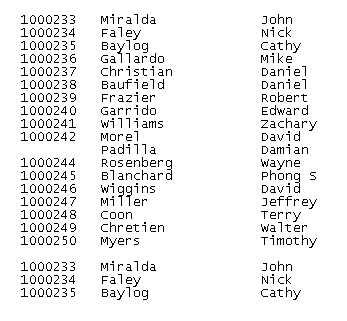 1000233 Miralda John
1000234 Faley Nick
1000235 Baylog Cathy
1000236 Gallardo Mike
1000237 Christian Daniel
1000238 Baufield Daniel
1000239 Frazier Robert
1000240 Garrido Edward
1000241 Williams Zachary
1000242 Morel David
Padilla Damian
1000244 Rosenberg Wayne
1000245 Blanchard Phong S
1000246 Wiggins David
1000247 Miller Jeffrey
1000248 Coon Terry
1000249 Chretien Walter
1000250 Myers Timothy
1000233 Miralda John
1000234 Faley Nick
1000235 Baylog Cathy